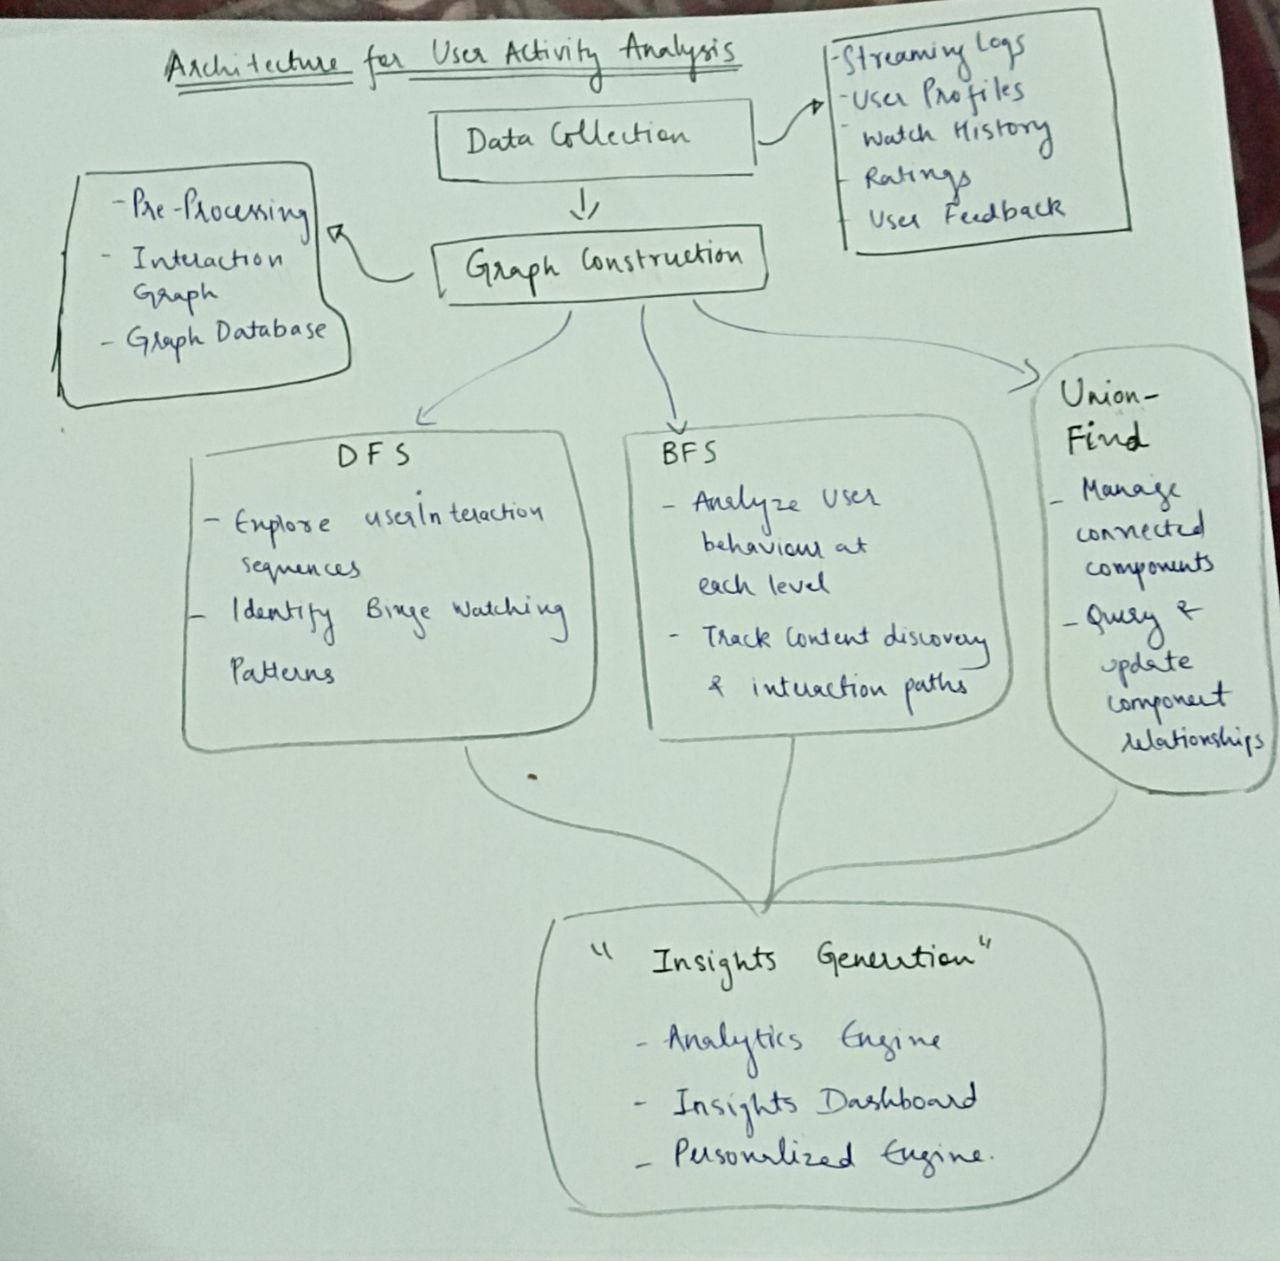 Architecture for User Activity Analysis
Data Collection
- Streaming Logs
- User Profiles
- Watch History
- Ratings
- User Feedback
Graph Construction
- Pre-Processing
- Interaction
Graph
- Graph Database
DFS
- Explore user Interaction
sequences
- Identify Binge Watching
Patterns
BFS
- Analyze User
behaviour at
each level
- Track Content discovery
& interaction paths
Union-
Find
- Manage
connected
components
- Query &
update
component
relationships
" Insights Generation"
- Analytics Engine
- Insights Dashboard
- Personalized Engine.